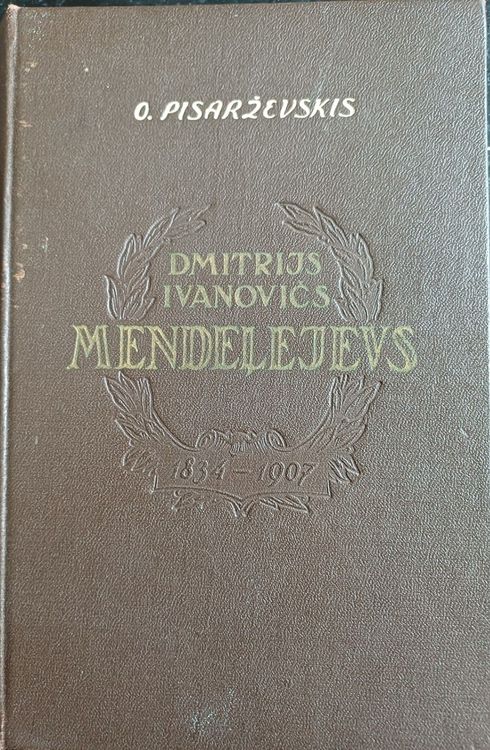 O. PISARŽEVSKIS
DMITRIJS
IVANOVIČS
MENDEĻEJEVS
1834-1907